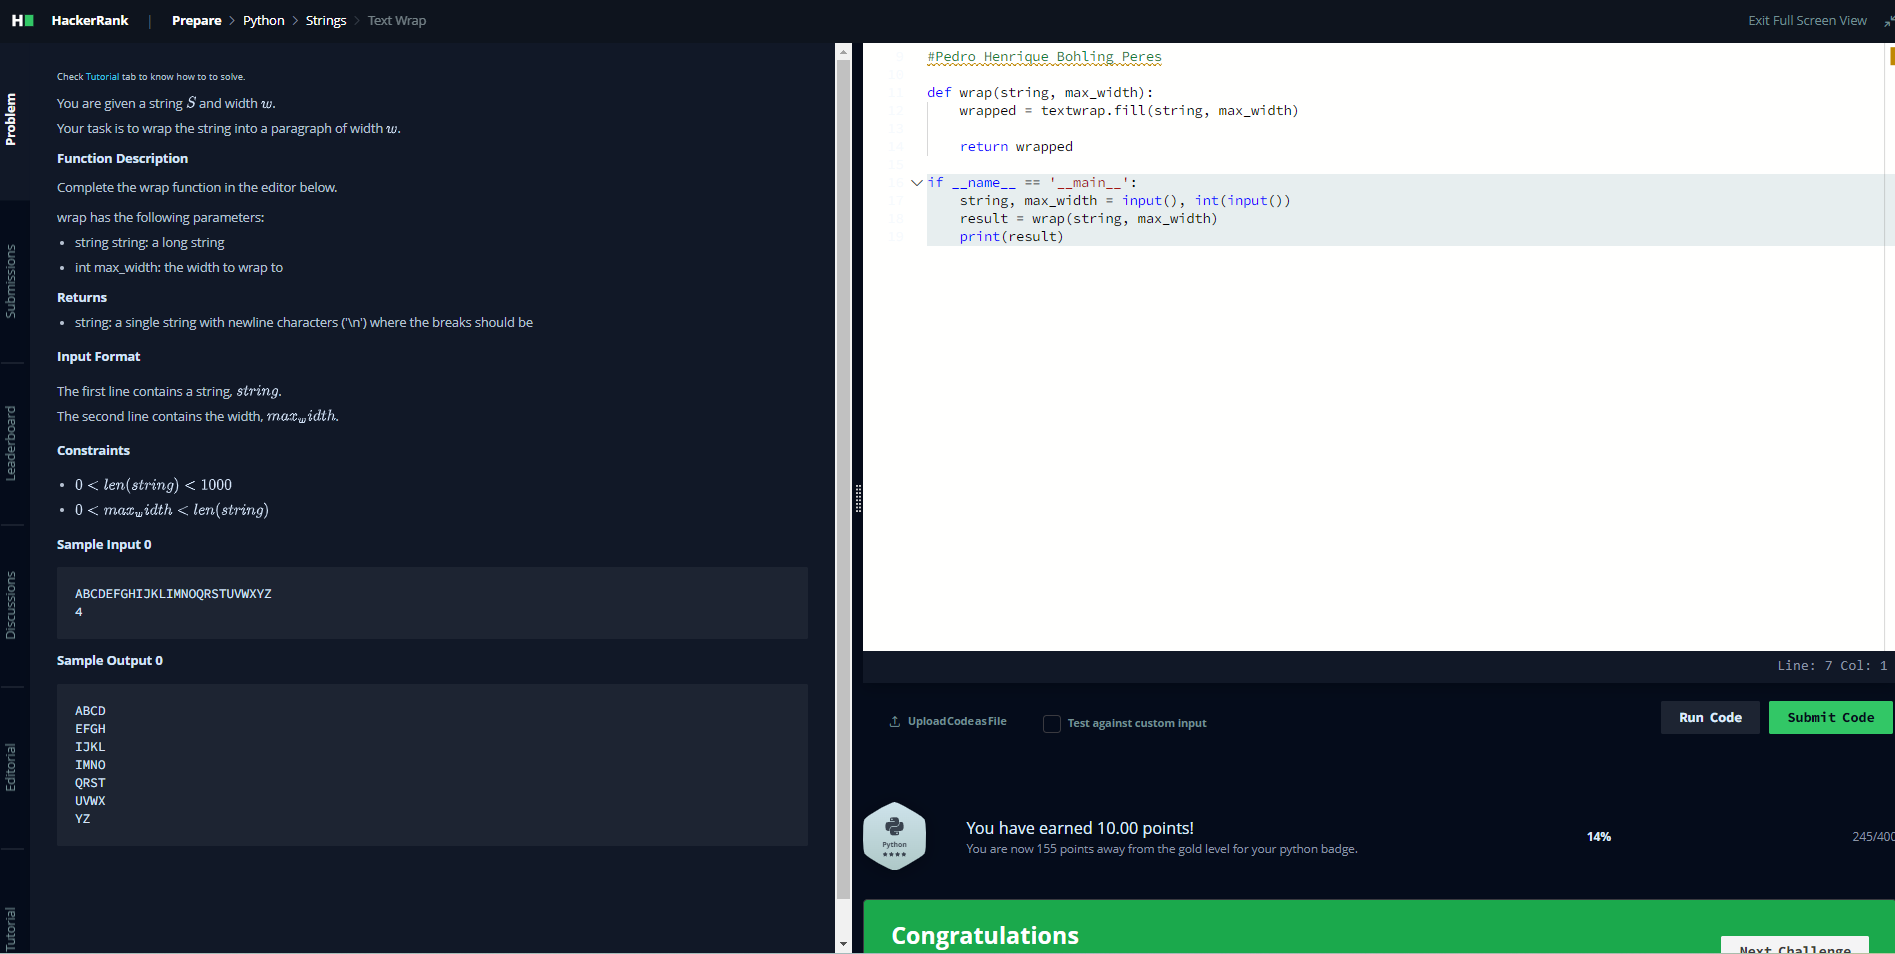 HackerRank | Prepare > Python > Strings > Text Wrap
Exit Full Screen View
Problem
Submissions
Leaderboard
Discussions
Editorial
Tutorial
Check Tutorial tab to know how to to solve.
You are given a string S and width w.
Your task is to wrap the string into a paragraph of width w.
Function Description
Complete the wrap function in the editor below.
wrap has the following parameters:
• string string: a long string
• int max_width: the width to wrap to
Returns
• string: a single string with newline characters ('\n') where the breaks should be
Input Format
The first line contains a string, string.
The second line contains the width, max_width.
Constraints
• 0 < len(string) < 1000
• 0 < max_width < len(string)
Sample Input 0
ABCDEFGHIJKLIMNOQRSTUVWXYZ
4
Sample Output 0
ABCD
EFGH
IJKL
IMNO
QRST
UVWX
YZ
#Pedro Henrique Bohling Peres
def wrap(string, max_width):
    wrapped = textwrap.fill(string, max_width)
    return wrapped
if __name__ == '__main__':
    string, max_width = input(), int(input())
    result = wrap(string, max_width)
    print(result)
Line: 7 Col: 1
Upload Code as File
Test against custom input
Run Code
Submit Code
Python
You have earned 10.00 points!
You are now 155 points away from the gold level for your python badge.
14%
245/400
Congratulations
Next Challenge